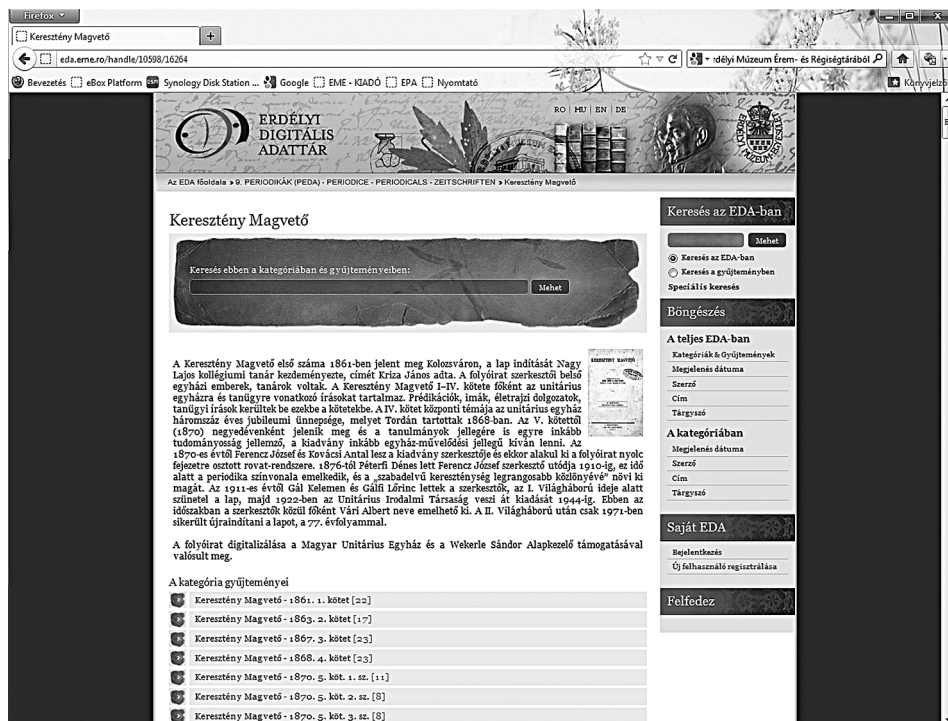 Firefox
Keresztény Magvető
eda.eme.ro/handle/10598/16264
rdélyi Múzeum Érem- és Régiségtárából
Bevezetés eBox Platform Synology Disk Station ... Google EME - KIADÓ EPA Nyomtató
Könyvjelző
ERDÉLYI
DIGITÁLIS
ADATTÁR
RO | HU | EN | DE
Az EDA főoldala » 9. PERIODIKÁK (PEDA) - PERIODICE - PERIODICALS - ZEITSCHRIFTEN » Keresztény Magvető
Keresztény Magvető
Keresés ebben a kategóriában és gyűjteményeiben:
Mehet
KERESZTÉNY MAGVETŐ
A Keresztény Magvető első száma 1861-ben jelent meg Kolozsváron, a lap indítását Nagy
Lajos kollégiumi tanár kezdeményezte, címét Kriza János adta. A folyóirat szerkesztői belső
egyházi emberek, tanárok voltak. A Keresztény Magvető I–IV. kötete főként az unitárius
egyházra és tanügyre vonatkozó írásokat tartalmaz. Prédikációk, imák, életrajzi dolgozatok,
tanügyi írások kerültek be ezekbe a kötetekbe. A IV. kötet központi témája az unitárius egyház
háromszáz éves jubileumi ünnepsége, melyet Tordán tartottak 1868-ban. Az V. kötettől
(1870) negyedévenként jelenik meg és a tanulmányok jellegére is egyre inkább
tudományosság jellemző, a kiadvány inkább egyház-művelődési jellegű kíván lenni. Az
1870-es évtől Ferencz József és Kovácsi Antal lesz a kiadvány szerkesztője és ekkor alakul ki a folyóirat nyolc
fejezetre osztott rovat-rendszere. 1876-tól Péterfi Dénes lett Ferencz József szerkesztő utódja 1910-ig, ez idő
alatt a periodika színvonala emelkedik, és a „szabadelvű kereszténység legrangosabb közlönyévé” növi ki
magát. Az 1911-es évtől Gál Kelemen és Gálfi Lőrinc lettek a szerkesztők, az I. Világháború ideje alatt
szünetel a lap, majd 1922-ben az Unitárius Irodalmi Társaság veszi át kiadását 1944-ig. Ebben az
időszakban a szerkesztők közül főként Vári Albert neve emelhető ki. A II. Világháború után csak 1971-ben
sikerült újraindítani a lapot, a 77. évfolyammal.
A folyóirat digitalizálása a Magyar Unitárius Egyház és a Wekerle Sándor Alapkezelő támogatásával
valósult meg.
A kategória gyűjteményei
Keresztény Magvető - 1861. 1. kötet [22]
Keresztény Magvető - 1863. 2. kötet [17]
Keresztény Magvető - 1867. 3. kötet [23]
Keresztény Magvető - 1868. 4. kötet [23]
Keresztény Magvető - 1870. 5. köt. 1. sz. [11]
Keresztény Magvető - 1870. 5. köt. 2. sz. [8]
Keresztény Magvető - 1870. 5. köt. 3. sz. [8]
Keresés az EDA-ban
Mehet
Keresés az EDA-ban
Keresés a gyűjteményben
Speciális keresés
Böngészés
A teljes EDA-ban
Kategóriák & Gyűjtemények
Megjelenés dátuma
Szerző
Cím
Tárgyszó
A kategóriában
Megjelenés dátuma
Szerző
Cím
Tárgyszó
Saját EDA
Bejelentkezés
Új felhasználó regisztrálása
Felfedez